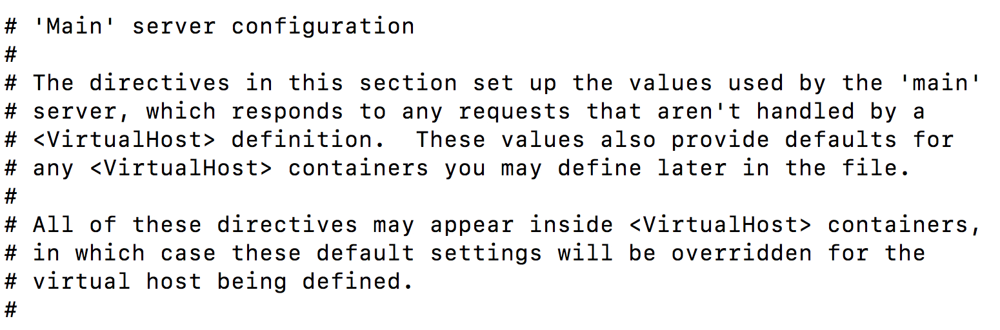 # 'Main' server configuration
#
# The directives in this section set up the values used by the 'main'
# server, which responds to any requests that aren't handled by a
# <VirtualHost> definition.  These values also provide defaults for
# any <VirtualHost> containers you may define later in the file.
#
# All of these directives may appear inside <VirtualHost> containers,
# in which case these default settings will be overridden for the
# virtual host being defined.
#